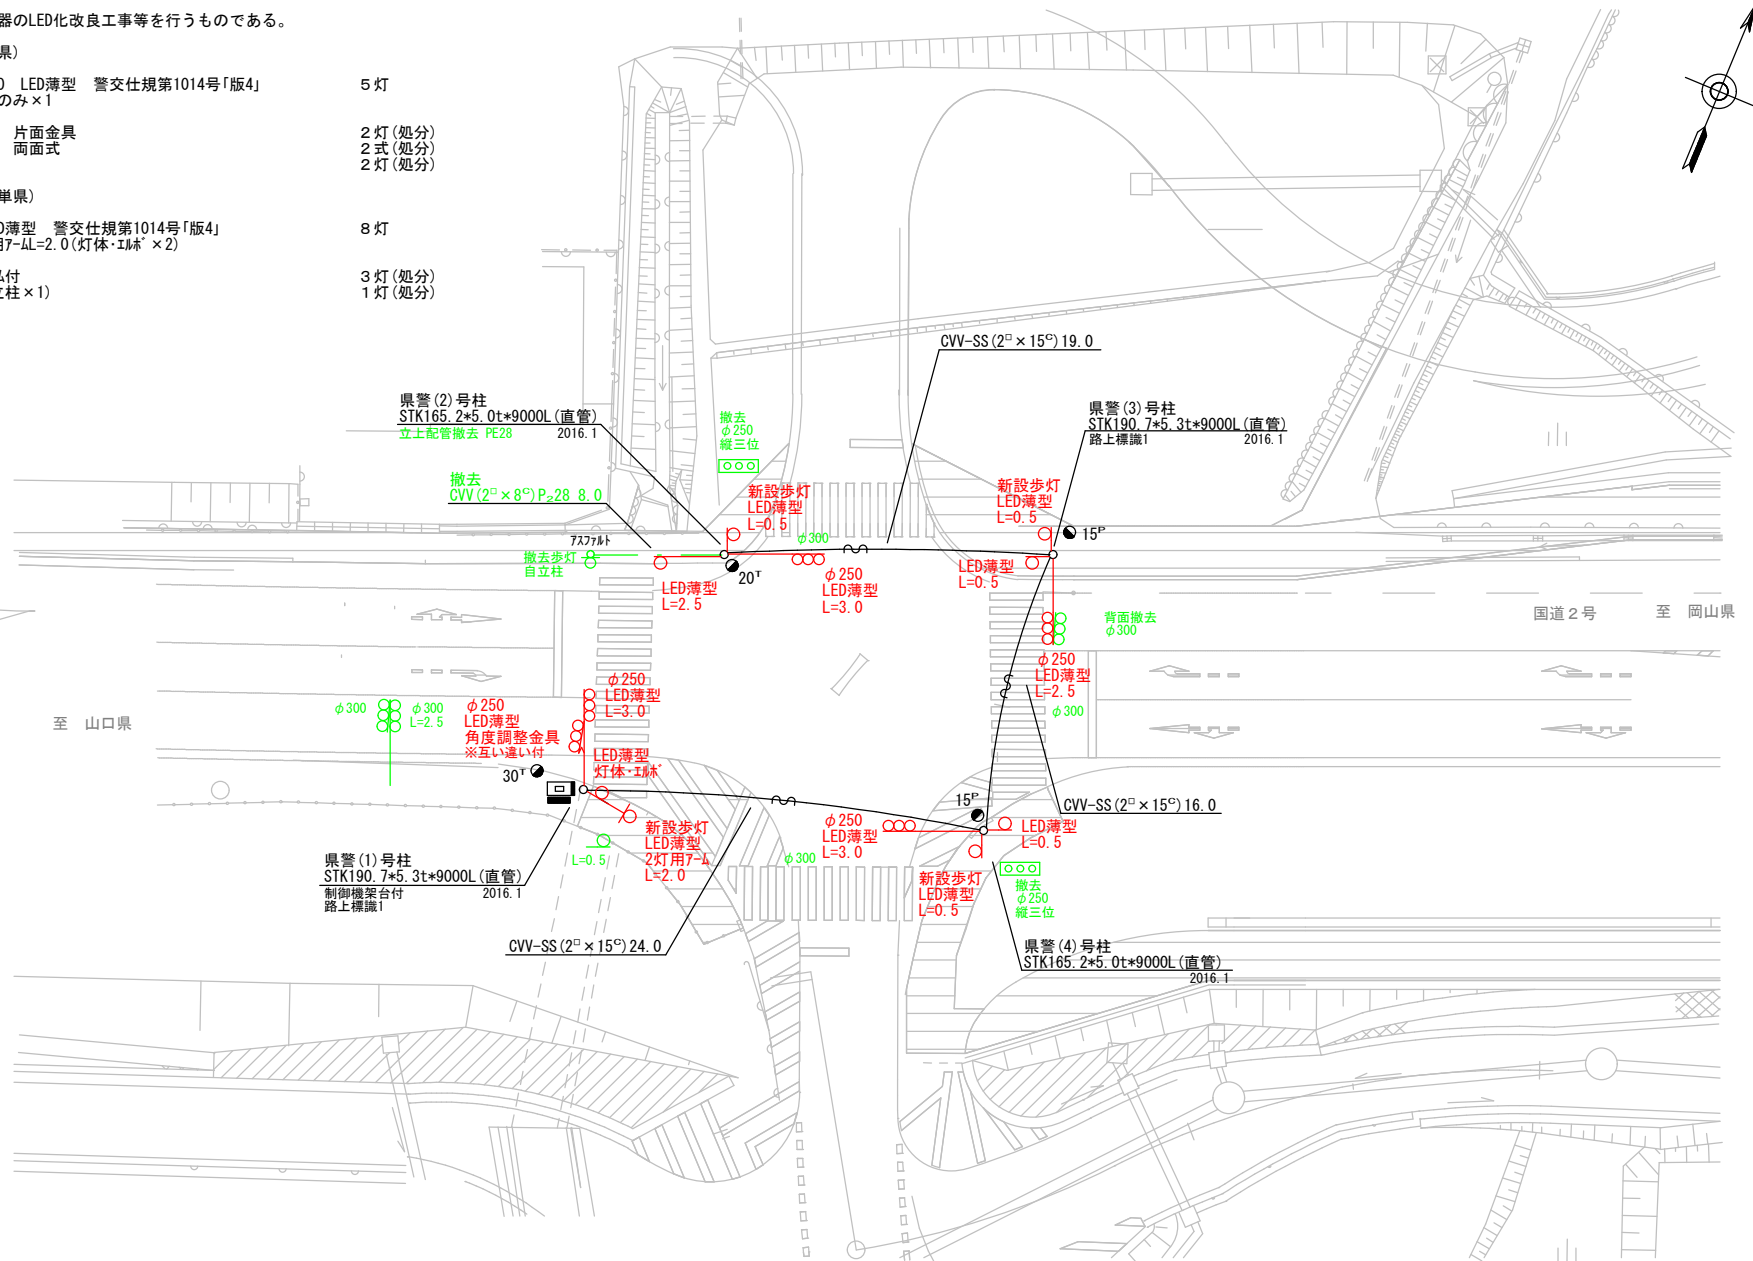 器のLED化改良工事等を行うものである。
県)
0 LED薄型 警交仕規第1014号「版4」 5灯
のみ×1
片面金具 2灯(処分)
両面式 2式(処分)
2灯(処分)
単県)
D薄型 警交仕規第1014号「版4」 8灯
用ｱｰﾑL=2.0(灯体･ｴﾙﾎﾞ×2)
払付 3灯(処分)
立柱×1) 1灯(処分)
CVV-SS(2□×15C)19.0
県警(2)号柱
STK165.2*5.0t*9000L(直管)
立上配管撤去 PE28 2016.1
撤去
φ250
縦三位
県警(3)号柱
STK190.7*5.3t*9000L(直管)
路上標識1 2016.1
撤去
CVV(2□×8C)P₂28 8.0
新設歩灯
LED薄型
L=0.5
新設歩灯
LED薄型
L=0.5
ｱｽﾌｧﾙﾄ
撤去歩灯
自立柱
φ300
15P
20T
LED薄型
L=2.5
φ250
LED薄型
L=3.0
LED薄型
L=0.5
背面撤去
φ300
国道2号 至 岡山県
φ250
LED薄型
L=2.5
φ300
至 山口県
φ300
φ300
L=2.5
φ250
LED薄型
角度調整金具
※互い違い付
φ250
LED薄型
L=3.0
LED薄型
灯体･ｴﾙﾎﾞ
30T
15P
CVV-SS(2□×15C)16.0
新設歩灯
LED薄型
2灯用ｱｰﾑ
L=2.0
L=0.5
φ250
LED薄型
L=3.0
φ300
LED薄型
L=0.5
県警(1)号柱
STK190.7*5.3t*9000L(直管)
制御機架台付 2016.1
路上標識1
新設歩灯
LED薄型
L=0.5
撤去
φ250
縦三位
CVV-SS(2□×15C)24.0
県警(4)号柱
STK165.2*5.0t*9000L(直管)
2016.1